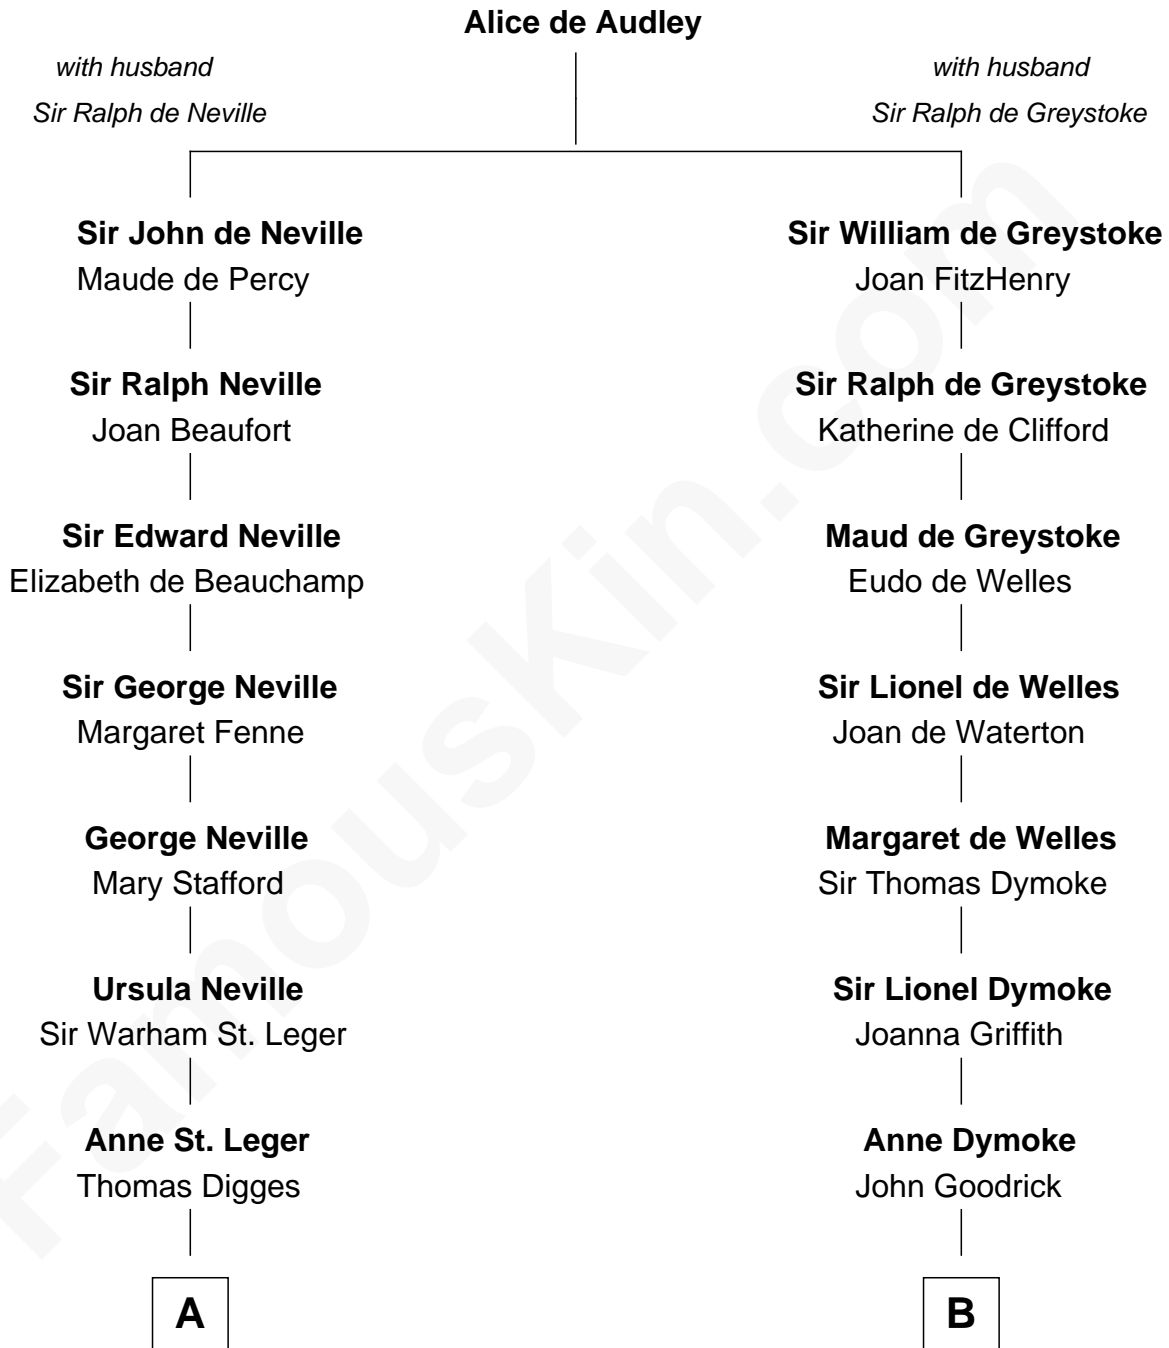 Alice de Audley
with husband
Sir Ralph de Neville
with husband
Sir Ralph de Greystoke
Sir John de Neville
Maude de Percy
Sir William de Greystoke
Joan FitzHenry
Sir Ralph Neville
Joan Beaufort
Sir Ralph de Greystoke
Katherine de Clifford
Sir Edward Neville
Elizabeth de Beauchamp
Maud de Greystoke
Eudo de Welles
Sir George Neville
Margaret Fenne
Sir Lionel de Welles
Joan de Waterton
George Neville
Mary Stafford
Margaret de Welles
Sir Thomas Dymoke
Ursula Neville
Sir Warham St. Leger
Sir Lionel Dymoke
Joanna Griffith
Anne St. Leger
Thomas Digges
Anne Dymoke
John Goodrick
A
B
FamousKin.com